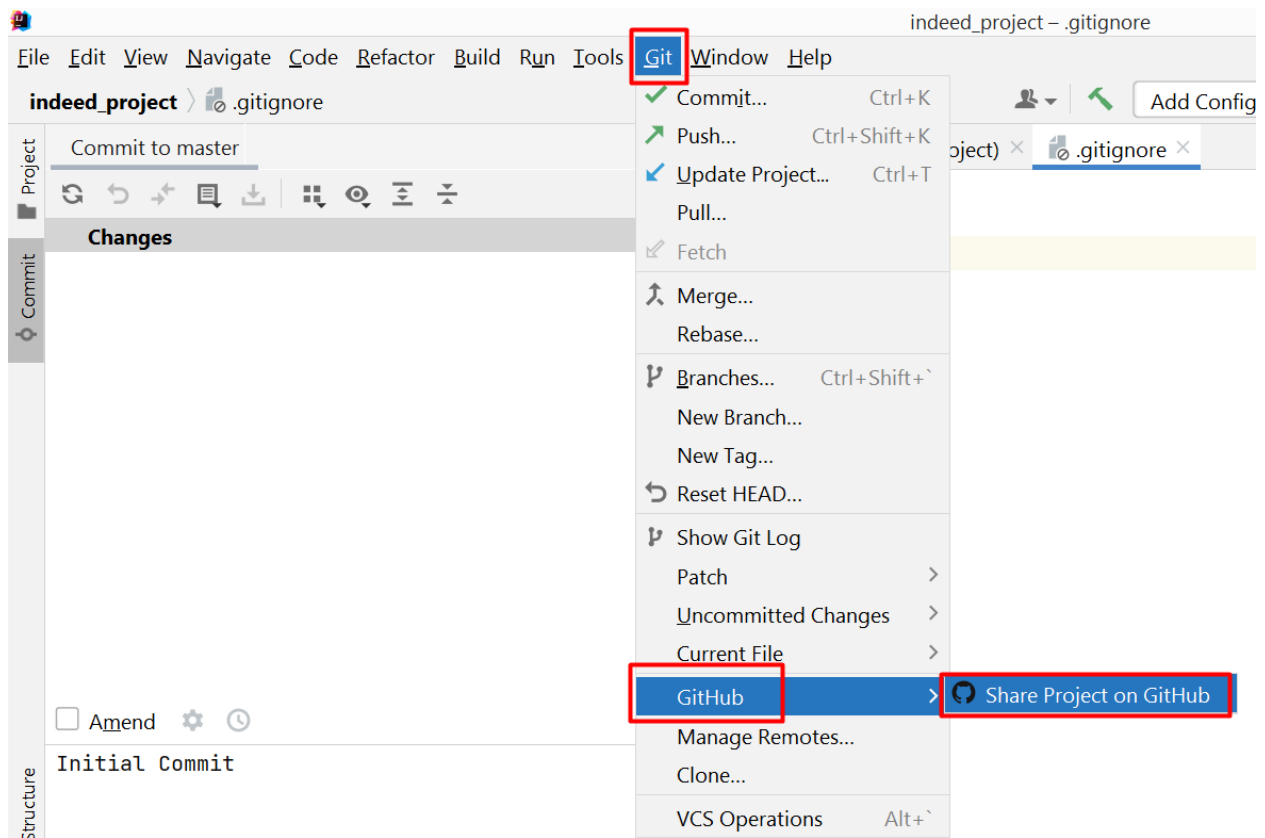 indeed_project – .gitignore
File Edit View Navigate Code Refactor Build Run Tools Git Window Help
indeed_project .gitignore
Add Config
Project
Commit to master
oject)
.gitignore
Changes
Commit
Commit... Ctrl+K
Push... Ctrl+Shift+K
Update Project... Ctrl+T
Pull...
Fetch
Merge...
Rebase...
Branches... Ctrl+Shift+`
New Branch...
New Tag...
Reset HEAD...
Show Git Log
Patch
Uncommitted Changes
Current File
GitHub
Share Project on GitHub
Manage Remotes...
Clone...
VCS Operations Alt+`
Amend
Initial Commit
Structure